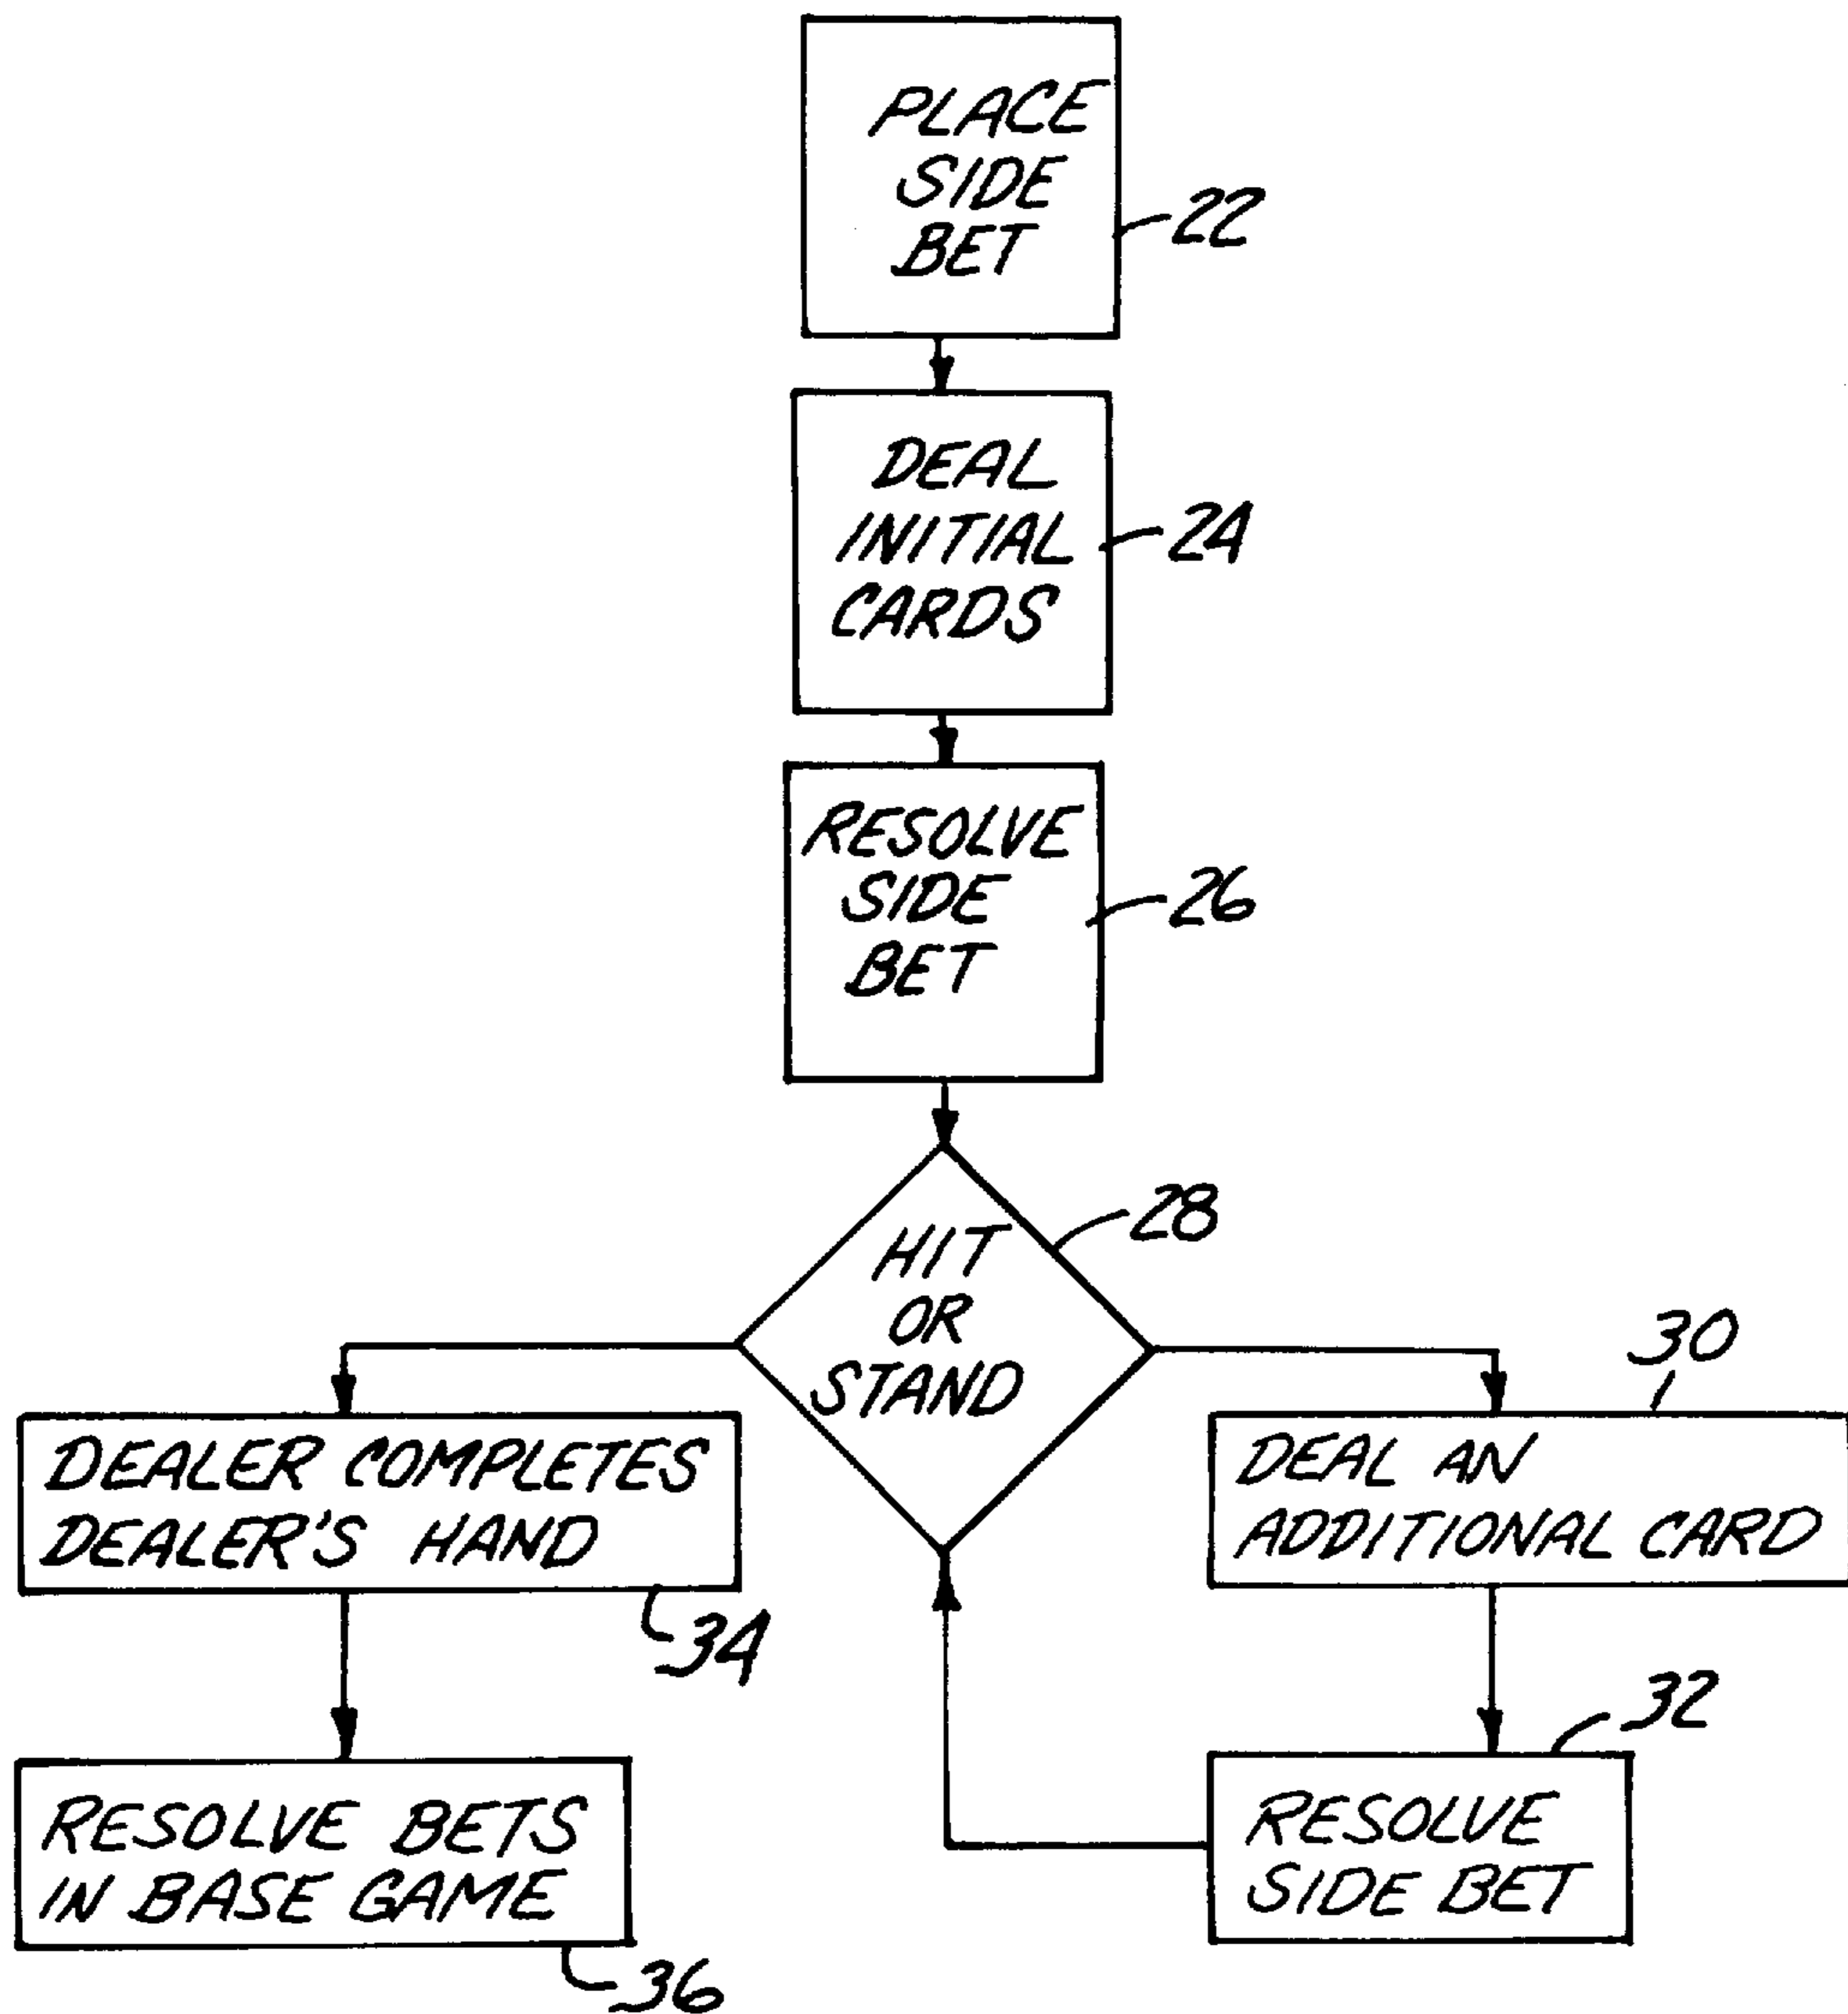 PLACE
SIDE
BET
22
DEAL
INITIAL
CARDS
24
RESOLVE
SIDE
BET
26
HIT
OR
STAND
28
30
DEALER COMPLETES
DEALER'S HAND
34
DEAL AN
ADDITIONAL CARD
32
RESOLVE BETS
IN BASE GAME
36
RESOLVE
SIDE BET